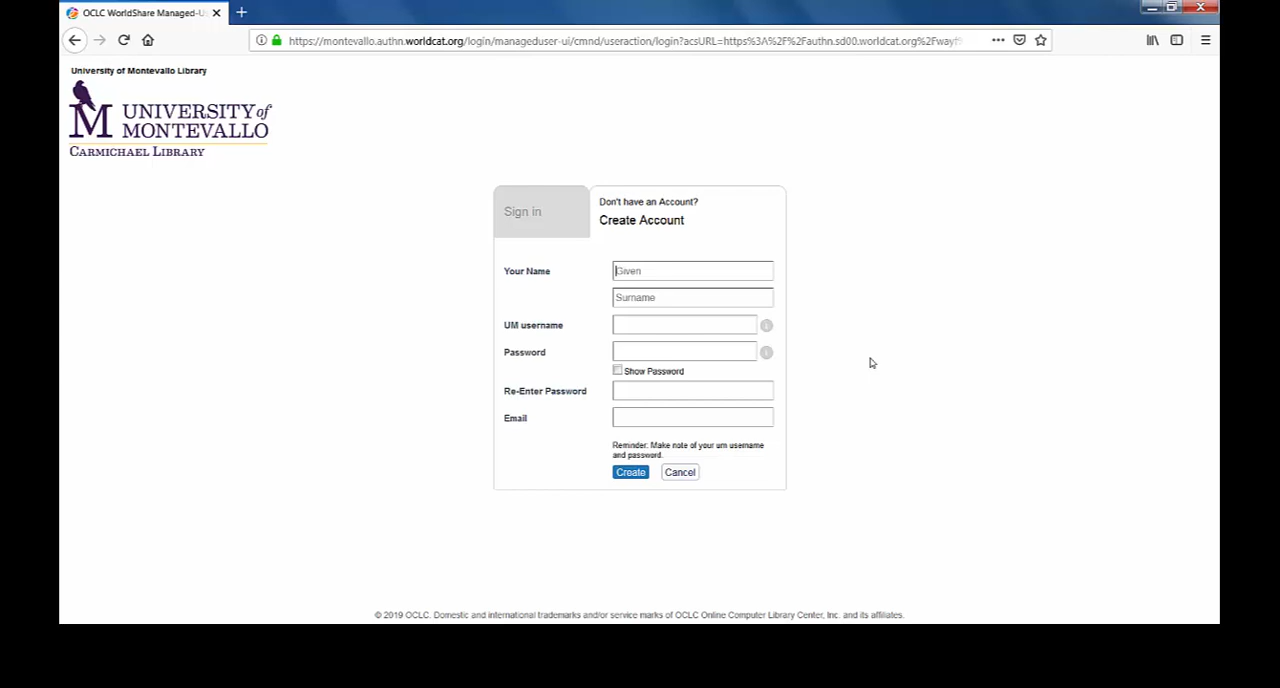 OCLC WorldShare Managed-U
https://montevallo.authn.worldcat.org/login/manageduser-ui/cmnd/useraction/login?acsURL=https%3A%2F%2Fauthn.sd00.worldcat.org%2Fwayf
University of Montevallo Library
M UNIVERSITY of
MONTEVALLO
CARMICHAEL LIBRARY
Sign in
Don't have an Account?
Create Account
Your Name
Given
Surname
UM username
Password
Show Password
Re-Enter Password
Email
Reminder: Make note of your um username
and password.
Create
Cancel
© 2019 OCLC. Domestic and international trademarks and/or service marks of OCLC Online Computer Library Center, Inc. and its affiliates.